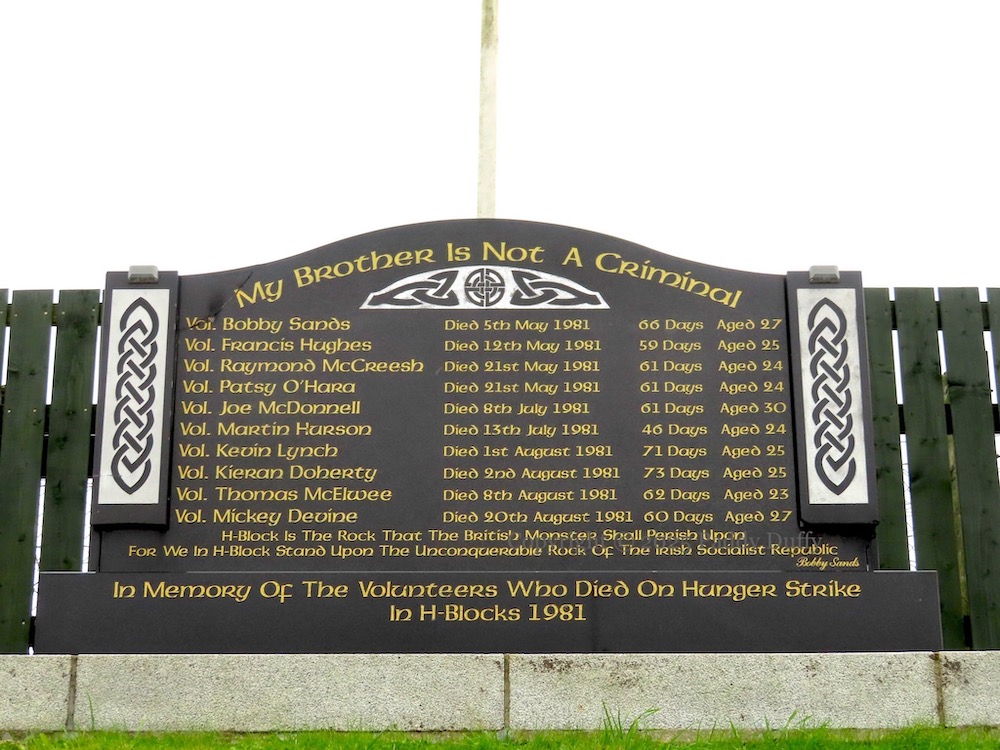 My Brother Is Not A Criminal
Vol. Bobby Sands Died 5th May 1981 66 Days Aged 27
Vol. Francis Hughes Died 12th May 1981 59 Days Aged 25
Vol. Raymond McCreesh Died 21st May 1981 61 Days Aged 24
Vol. Patsy O'Hara Died 21st May 1981 61 Days Aged 24
Vol. Joe McDonnell Died 8th July 1981 61 Days Aged 30
Vol. Martin Hurson Died 13th July 1981 46 Days Aged 24
Vol. Kevin Lynch Died 1st August 1981 71 Days Aged 25
Vol. Kieran Doherty Died 2nd August 1981 73 Days Aged 25
Vol. Thomas McElwee Died 8th August 1981 62 Days Aged 23
Vol. Mickey Devine Died 20th August 1981 60 Days Aged 27
H-Block Is The Rock That The British Monster Shall Perish Upon
For We In H-Block Stand Upon The Unconquerable Rock Of The Irish Socialist Republic
Bobby Sands
In Memory Of The Volunteers Who Died On Hunger Strike
In H-Blocks 1981
Duffy